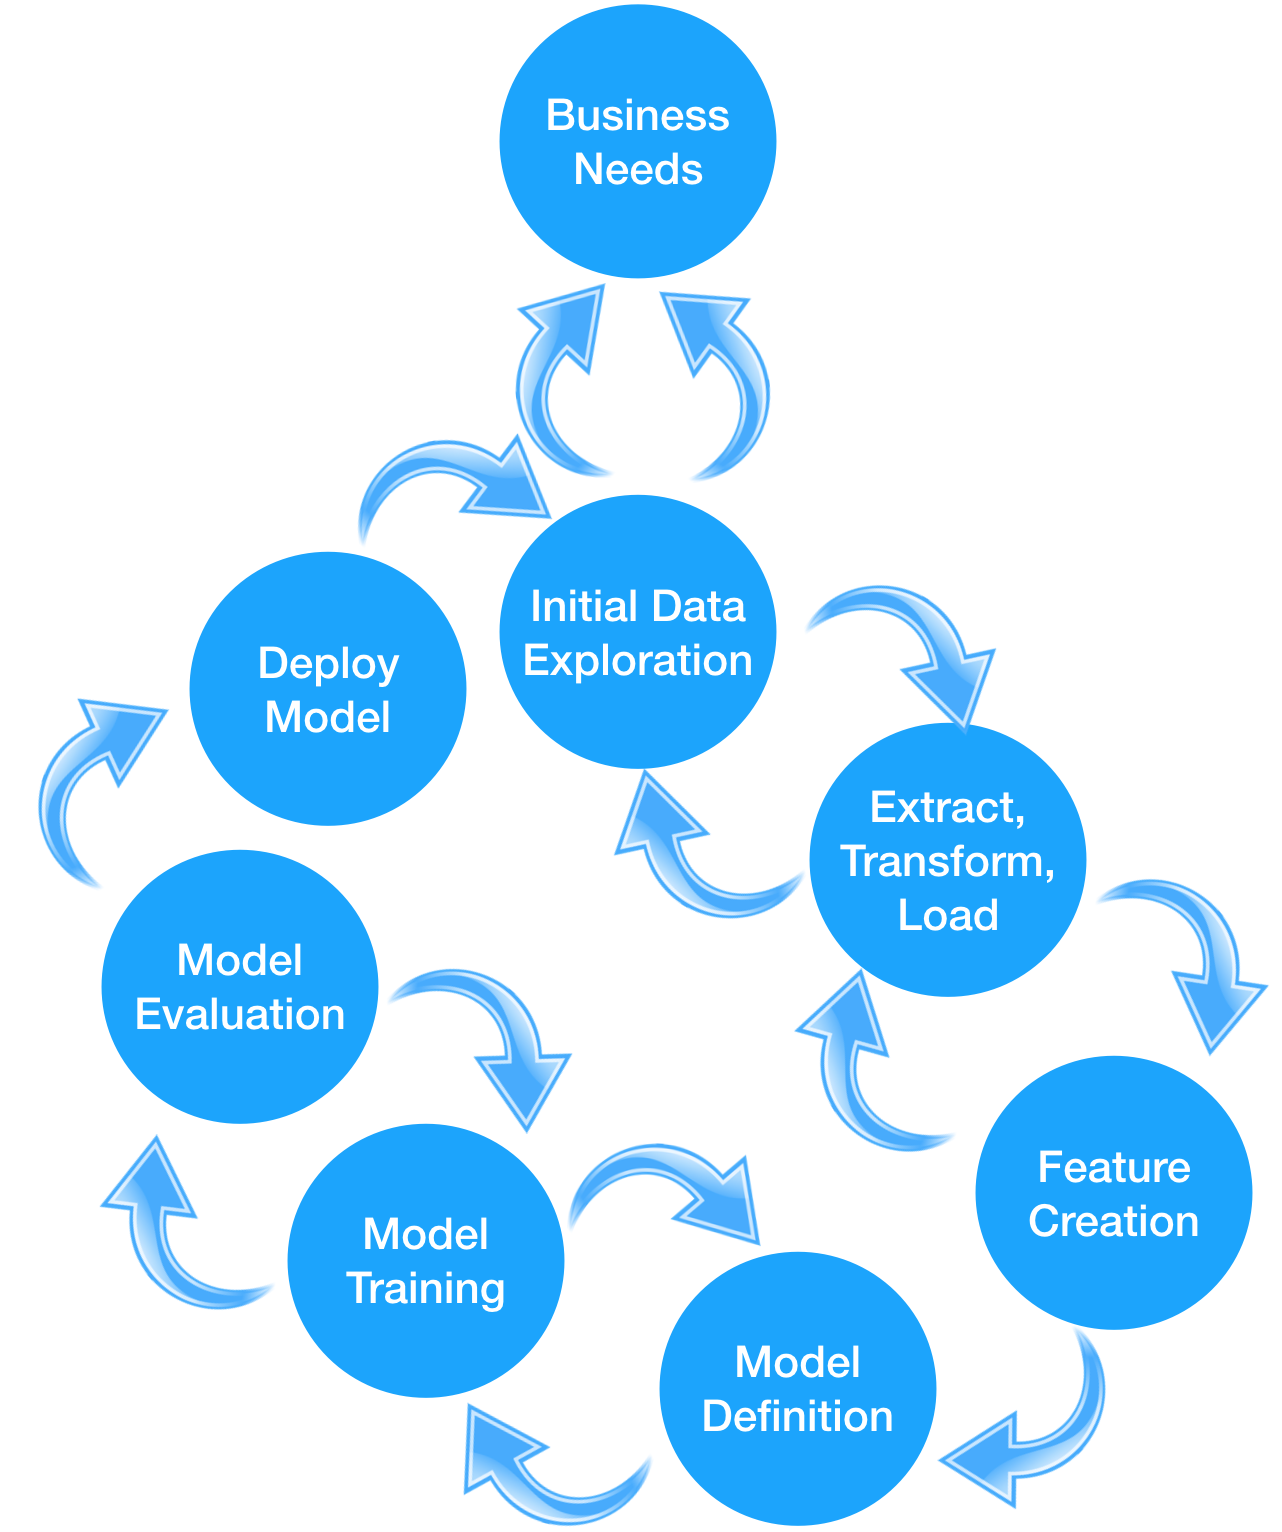 Business
Needs
Initial Data
Exploration
Deploy
Model
Extract,
Transform,
Load
Model
Evaluation
Feature
Creation
Model
Training
Model
Definition